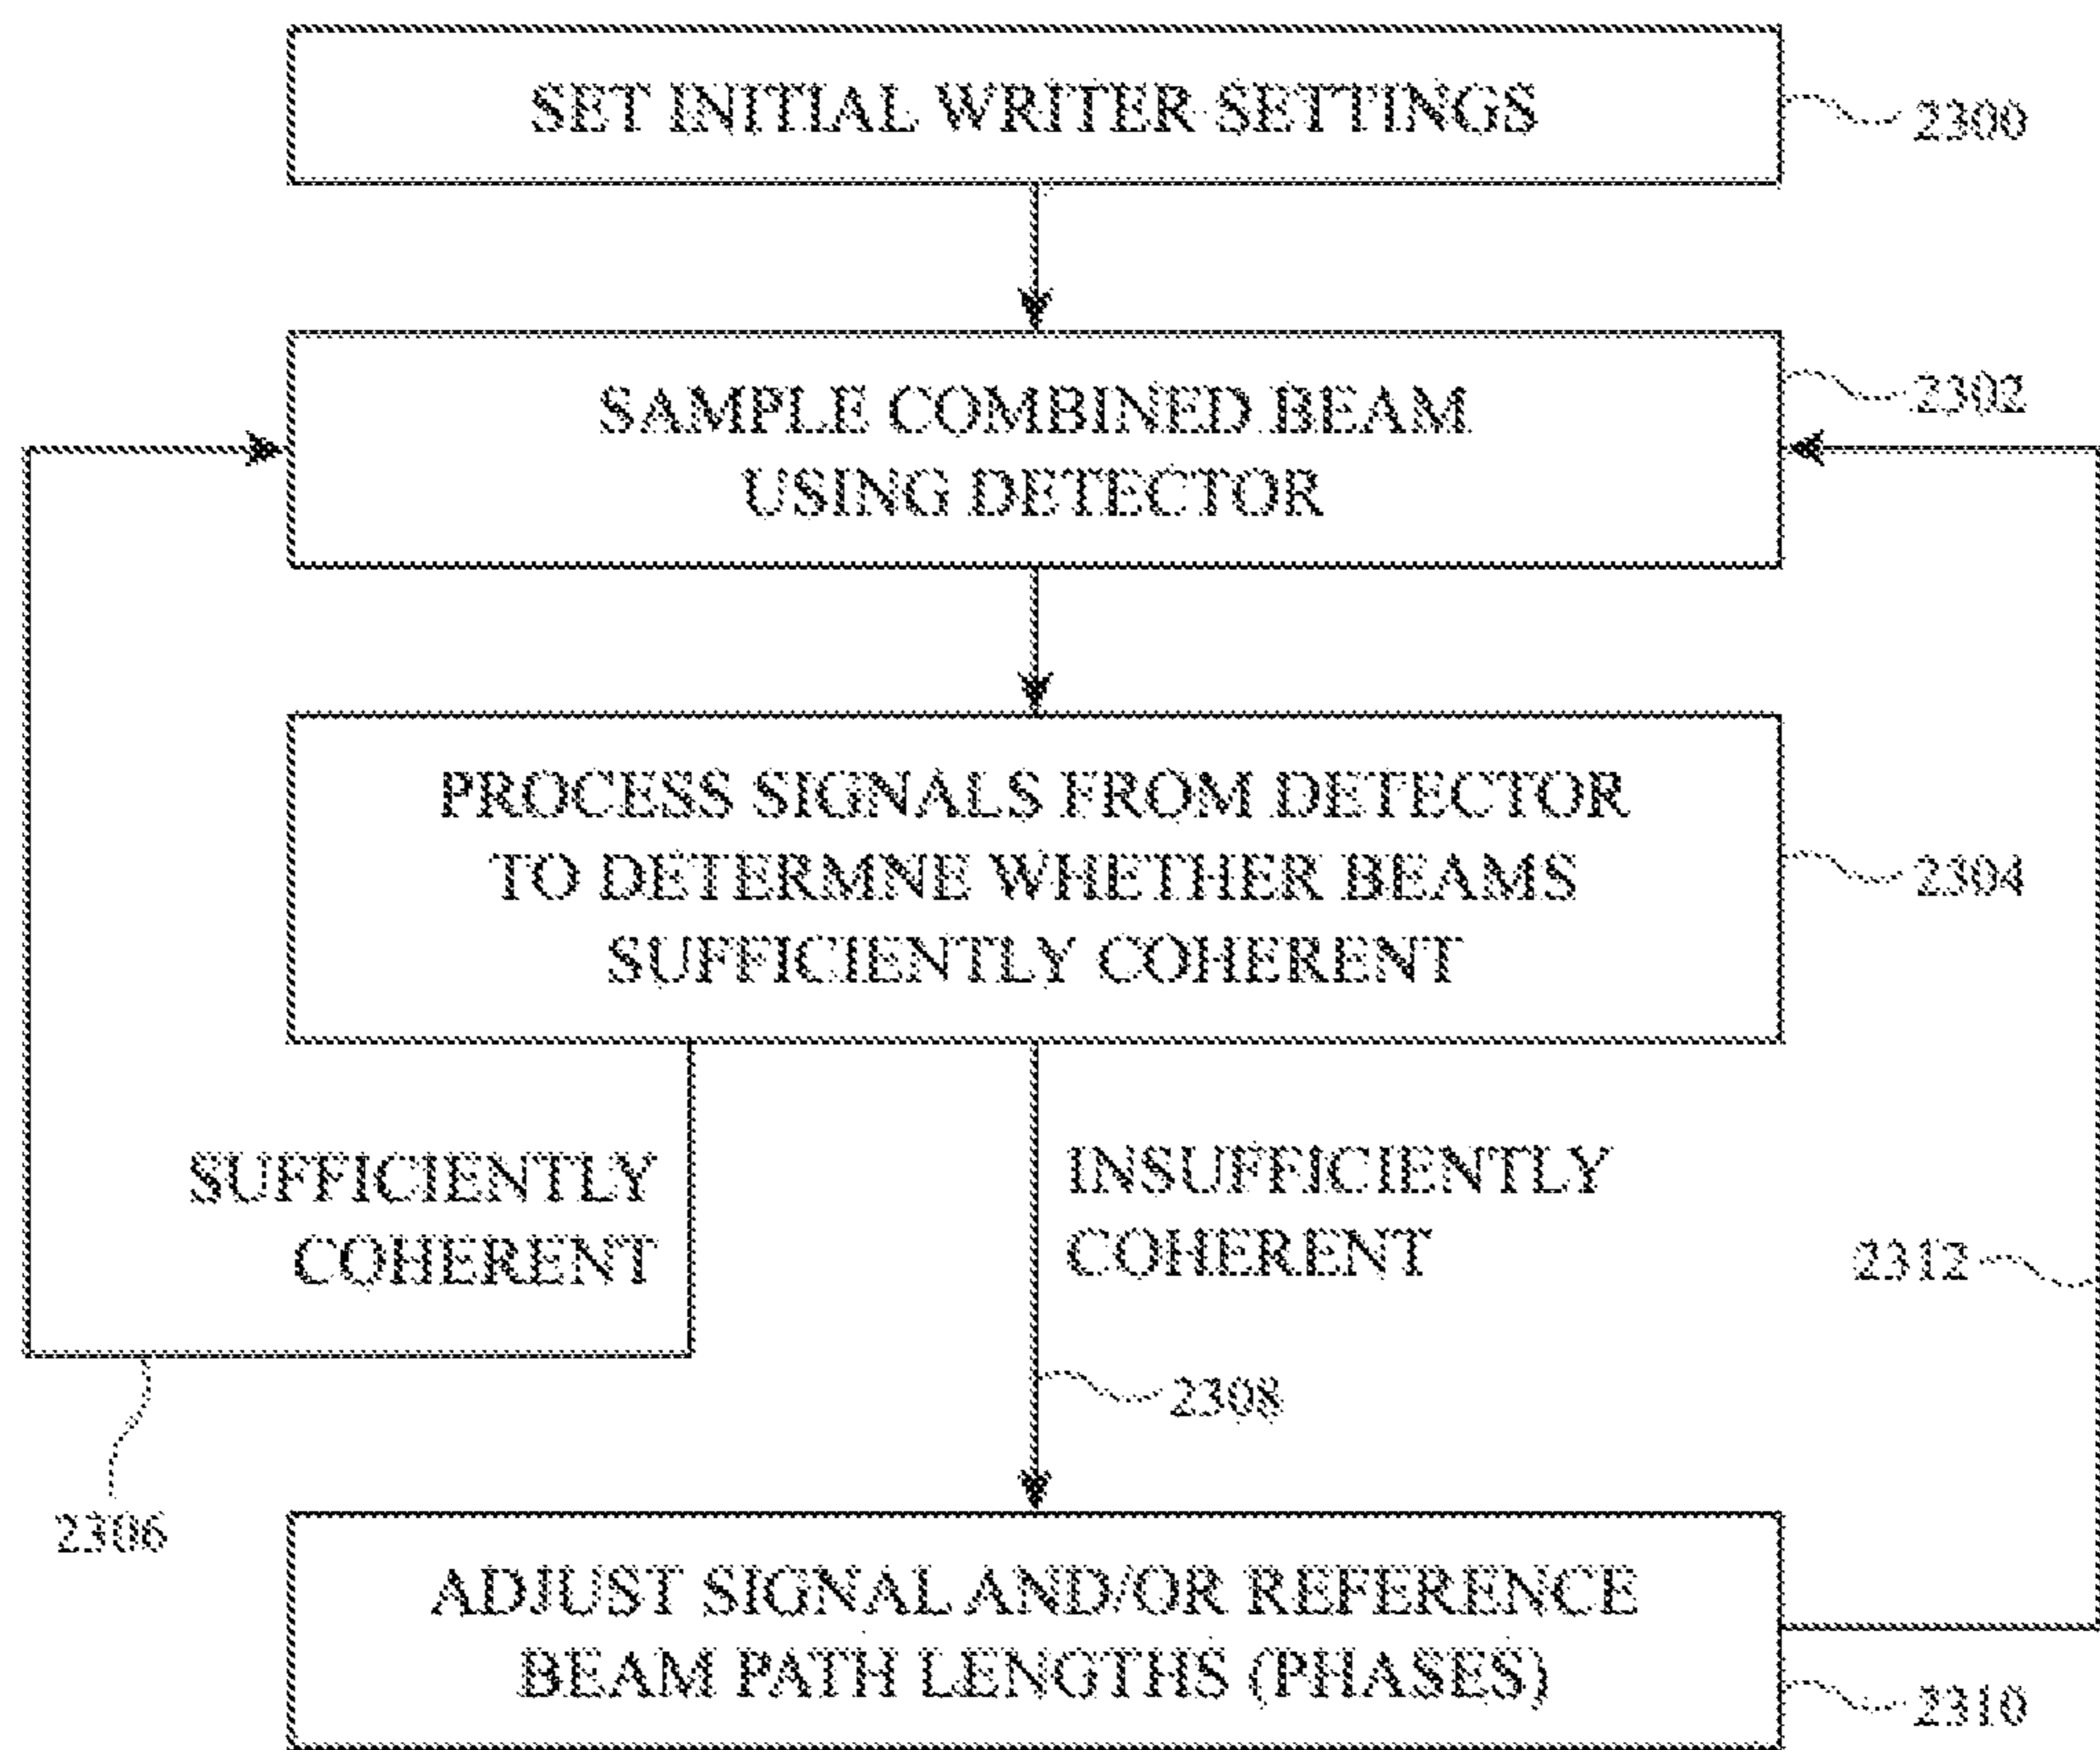 SET INITIAL WRITER SETTINGS
2300
SAMPLE COMBINED BEAM
USING DETECTOR
2302
PROCESS SIGNALS FROM DETECTOR
TO DETERMNE WHETHER BEAMS
SUFFICIENTLY COHERENT
2304
SUFFICIENTLY
COHERENT
INSUFFICIENTLY
COHERENT
2312
2308
2306
ADJUST SIGNAL AND/OR REFERENCE
BEAM PATH LENGTHS (PHASES)
2310